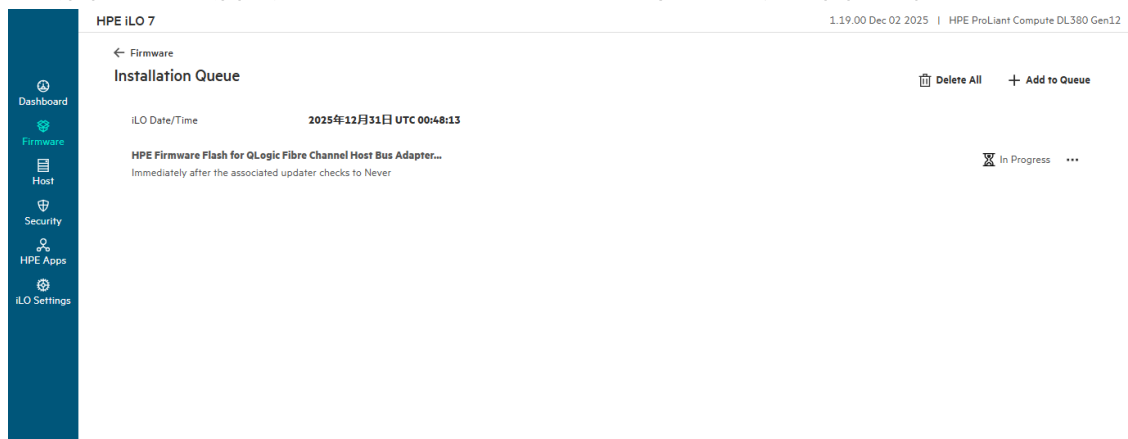 HPE iLO 7
1.19.00 Dec 02 2025 | HPE ProLiant Compute DL380 Gen12
← Firmware
Installation Queue
Delete All
+ Add to Queue
Dashboard
Firmware
Host
Security
HPE Apps
iLO Settings
iLO Date/Time 2025年12月31日 UTC 00:48:13
HPE Firmware Flash for QLogic Fibre Channel Host Bus Adapter...
Immediately after the associated updater checks to Never
In Progress ...